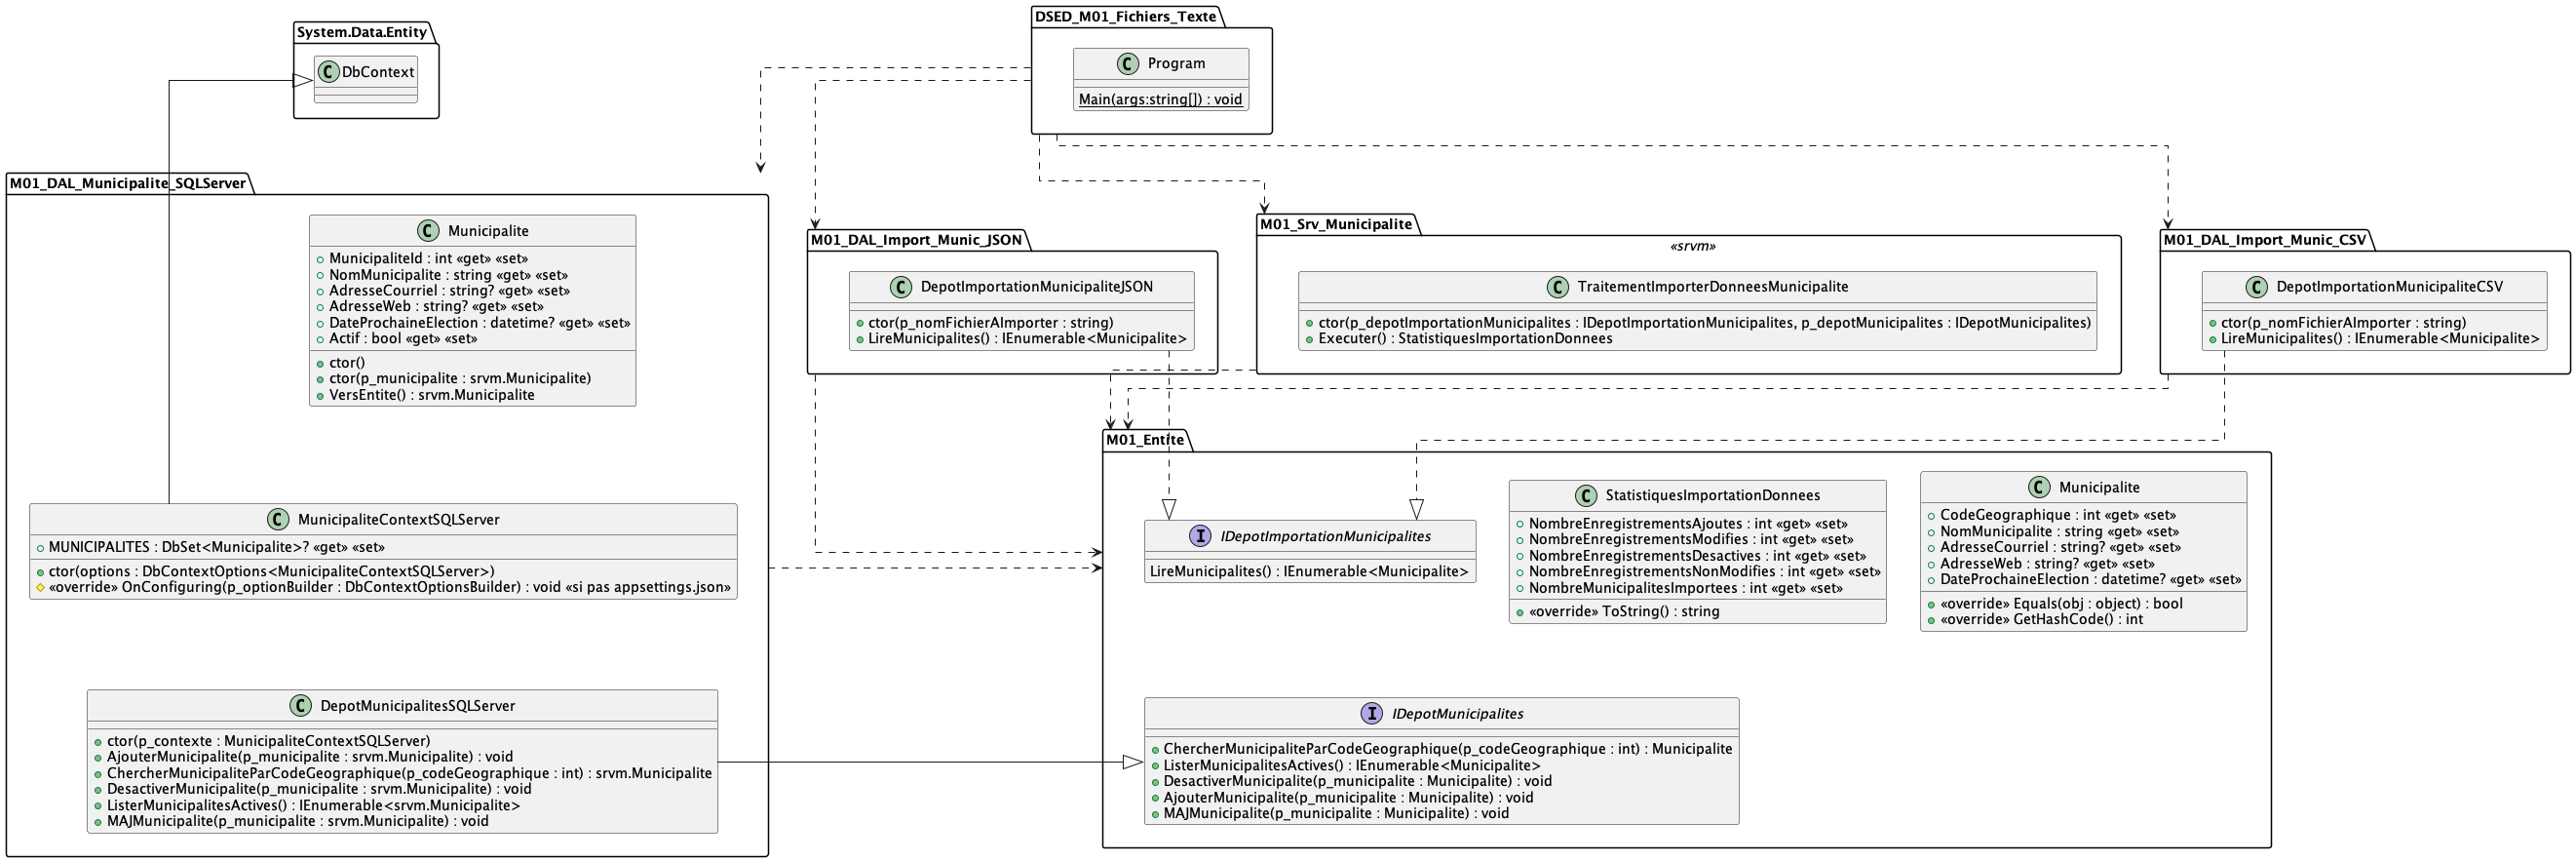 DSED_M01_Fichiers_Texte
C Program
Main(args:string[]) : void
System.Data.Entity
C DbContext
M01_DAL_Municipalite_SQLServer
C Municipalite
MunicipaliteId : int «get» «set»
NomMunicipalite : string «get» «set»
AdresseCourriel : string? «get» «set»
AdresseWeb : string? «get» «set»
DateProchaineElection : datetime? «get» «set»
Actif : bool «get» «set»
ctor()
ctor(p_municipalite : srvm.Municipalite)
VersEntite() : srvm.Municipalite
C MunicipaliteContextSQLServer
MUNICIPALITES : DbSet<Municipalite>? «get» «set»
ctor(options : DbContextOptions<MunicipaliteContextSQLServer>)
«override» OnConfiguring(p_optionBuilder : DbContextOptionsBuilder) : void «si pas appsettings.json»
C DepotMunicipalitesSQLServer
ctor(p_contexte : MunicipaliteContextSQLServer)
AjouterMunicipalite(p_municipalite : srvm.Municipalite) : void
ChercherMunicipaliteParCodeGeographique(p_codeGeographique : int) : srvm.Municipalite
DesactiverMunicipalite(p_municipalite : srvm.Municipalite) : void
ListerMunicipalitesActives() : IEnumerable<srvm.Municipalite>
MAJMunicipalite(p_municipalite : srvm.Municipalite) : void
M01_DAL_Import_Munic_JSON
C DepotImportationMunicipaliteJSON
ctor(p_nomFichierAImporter : string)
LireMunicipalites() : IEnumerable<Municipalite>
M01_Srv_Municipalite
«srvm»
C TraitementImporterDonneesMunicipalite
ctor(p_depotImportationMunicipalites : IDepotImportationMunicipalites, p_depotMunicipalites : IDepotMunicipalites)
Executer() : StatistiquesImportationDonnees
M01_DAL_Import_Munic_CSV
C DepotImportationMunicipaliteCSV
ctor(p_nomFichierAImporter : string)
LireMunicipalites() : IEnumerable<Municipalite>
M01_Entite
I IDepotImportationMunicipalites
LireMunicipalites() : IEnumerable<Municipalite>
C StatistiquesImportationDonnees
NombreEnregistrementsAjoutes : int «get» «set»
NombreEnregistrementsModifies : int «get» «set»
NombreEnregistrementsDesactives : int «get» «set»
NombreEnregistrementsNonModifies : int «get» «set»
NombreMunicipalitesImportees : int «get» «set»
«override» ToString() : string
C Municipalite
CodeGeographique : int «get» «set»
NomMunicipalite : string «get» «set»
AdresseCourriel : string? «get» «set»
AdresseWeb : string? «get» «set»
DateProchaineElection : datetime? «get» «set»
«override» Equals(obj : object) : bool
«override» GetHashCode() : int
I IDepotMunicipalites
ChercherMunicipaliteParCodeGeographique(p_codeGeographique : int) : Municipalite
ListerMunicipalitesActives() : IEnumerable<Municipalite>
DesactiverMunicipalite(p_municipalite : Municipalite) : void
AjouterMunicipalite(p_municipalite : Municipalite) : void
MAJMunicipalite(p_municipalite : Municipalite) : void